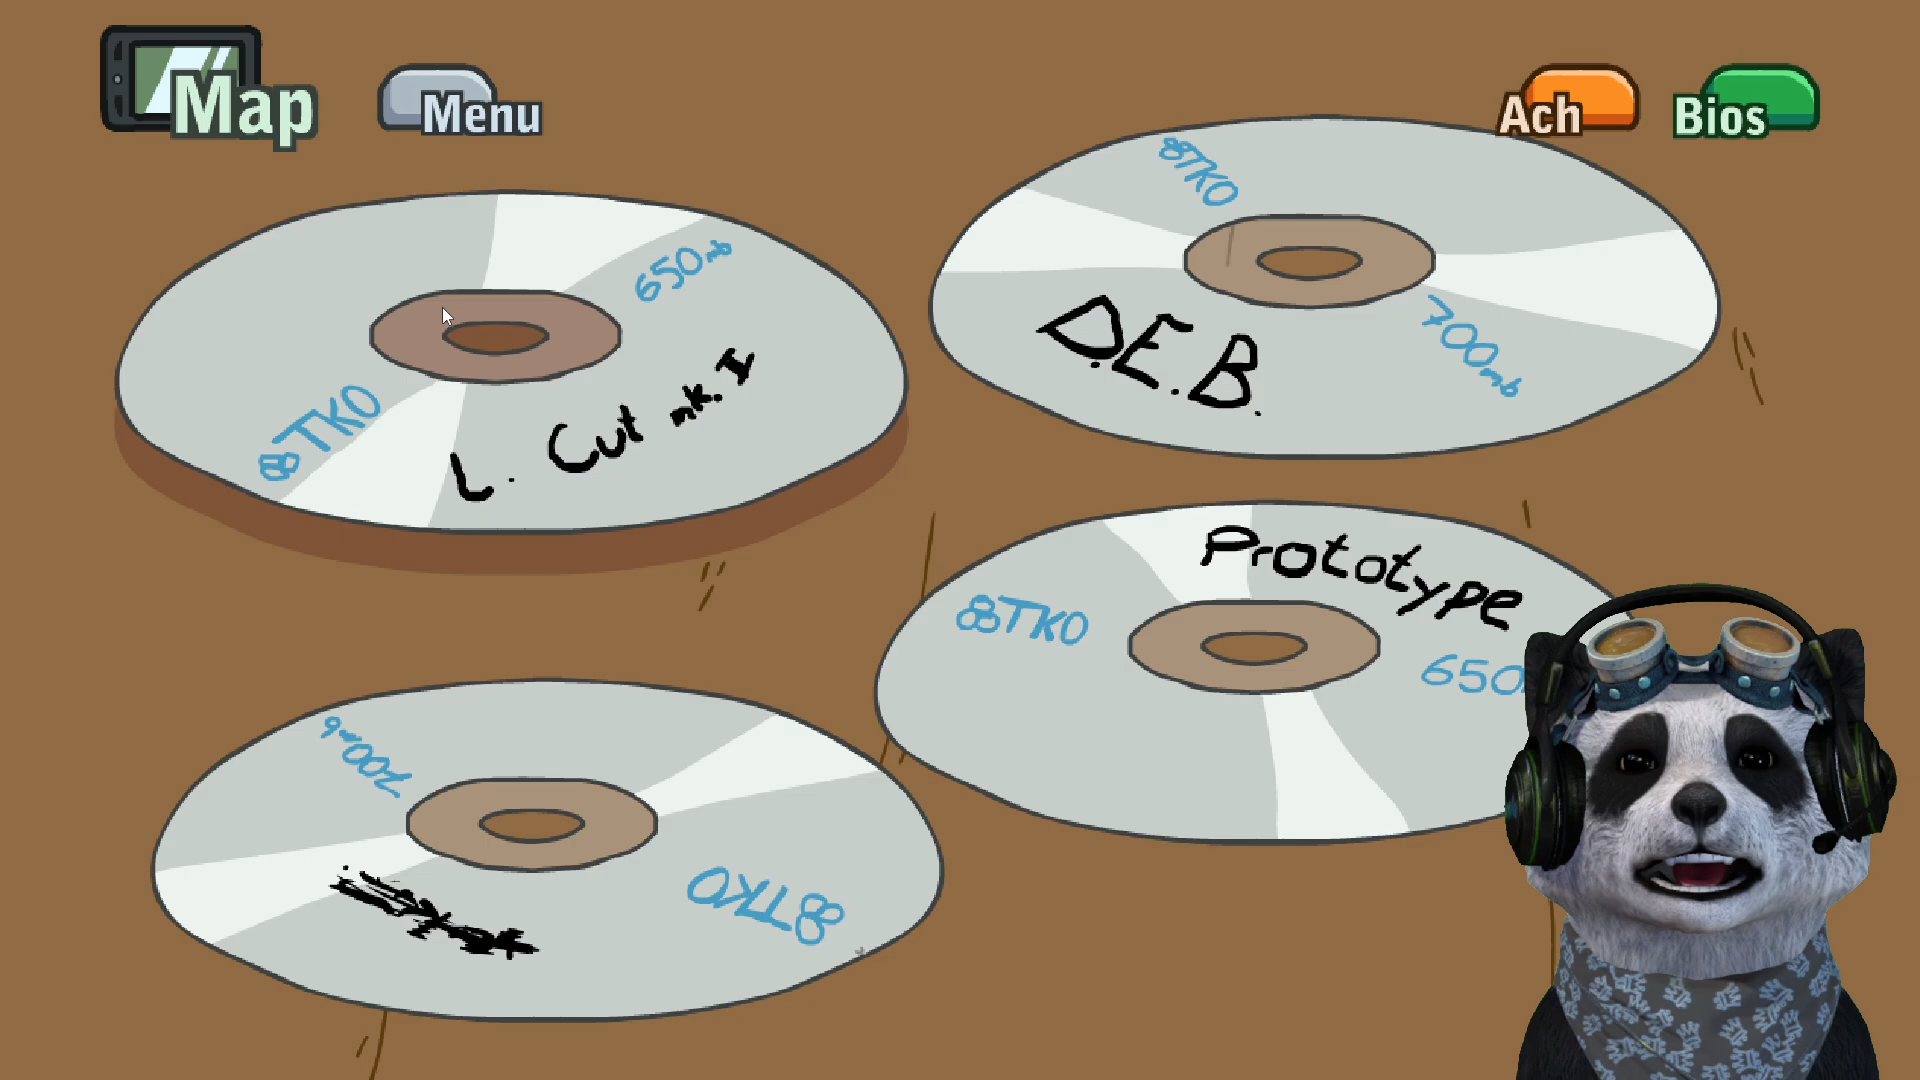 Map
Menu
Ach
Bios
650mb
8TKO
L. Cut mk. I
8TKO
D.E.B.
700mb
Prototype
8TKO
650
700mb
8TKO